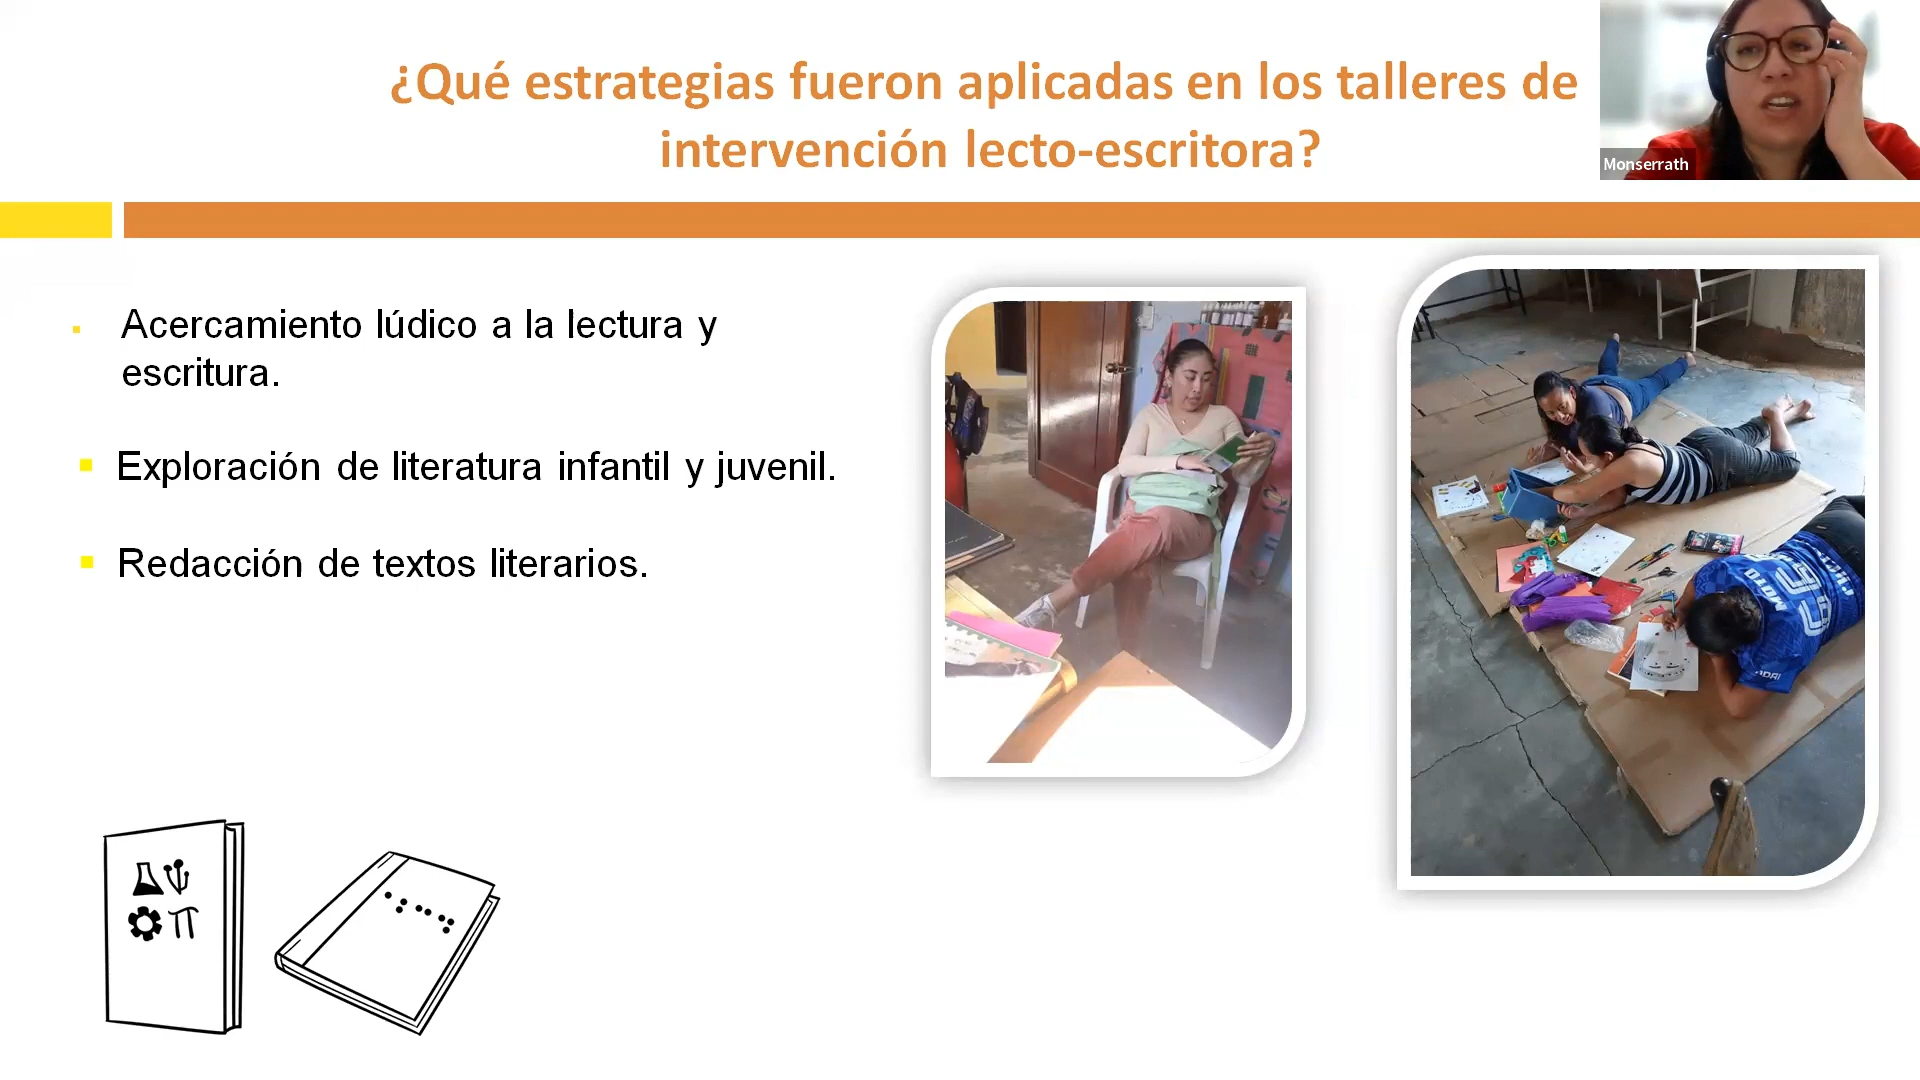 ¿Qué estrategias fueron aplicadas en los talleres de
intervención lecto-escritora?
Monserrath
Acercamiento lúdico a la lectura y
escritura.
Exploración de literatura infantil y juvenil.
Redacción de textos literarios.